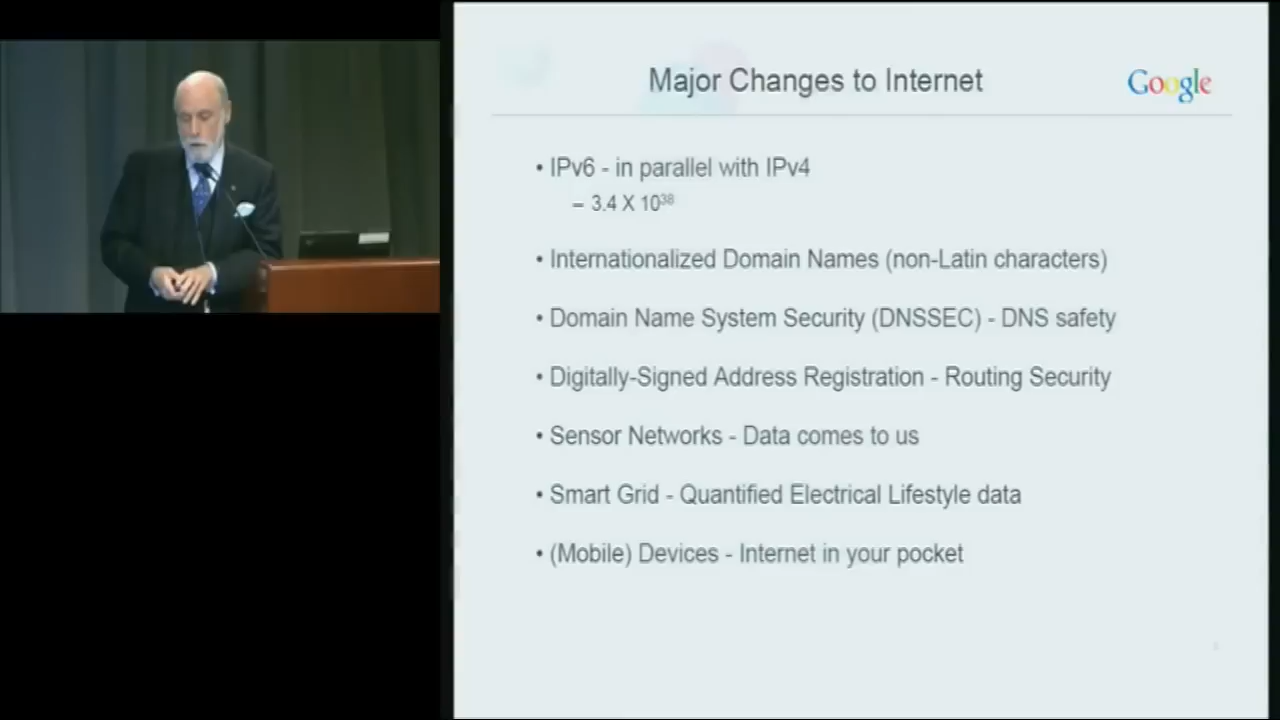 Major Changes to Internet
Google
• IPv6 - in parallel with IPv4
– 3.4 X 10³⁸
• Internationalized Domain Names (non-Latin characters)
• Domain Name System Security (DNSSEC) - DNS safety
• Digitally-Signed Address Registration - Routing Security
• Sensor Networks - Data comes to us
• Smart Grid - Quantified Electrical Lifestyle data
• (Mobile) Devices - Internet in your pocket